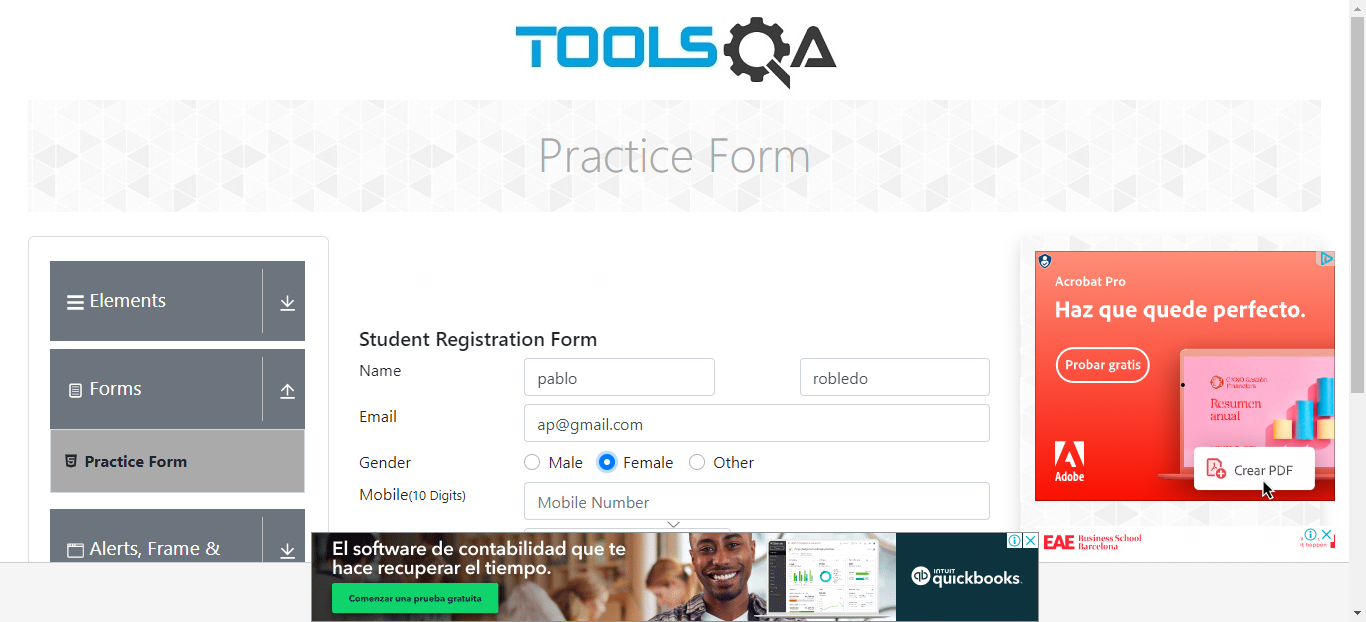 TOOLSQA
Practice Form
Elements
Forms
Practice Form
Alerts, Frame &
Student Registration Form
Name
pablo
robledo
Email
ap@gmail.com
Gender
Male
Female
Other
Mobile(10 Digits)
Mobile Number
Acrobat Pro
Haz que quede perfecto.
Probar gratis
Resumen
anual
Crear PDF
Adobe
EAE Business School
Barcelona
it happen
El software de contabilidad que te
hace recuperar el tiempo.
Comenzar una prueba gratuita
INTUIT
quickbooks.